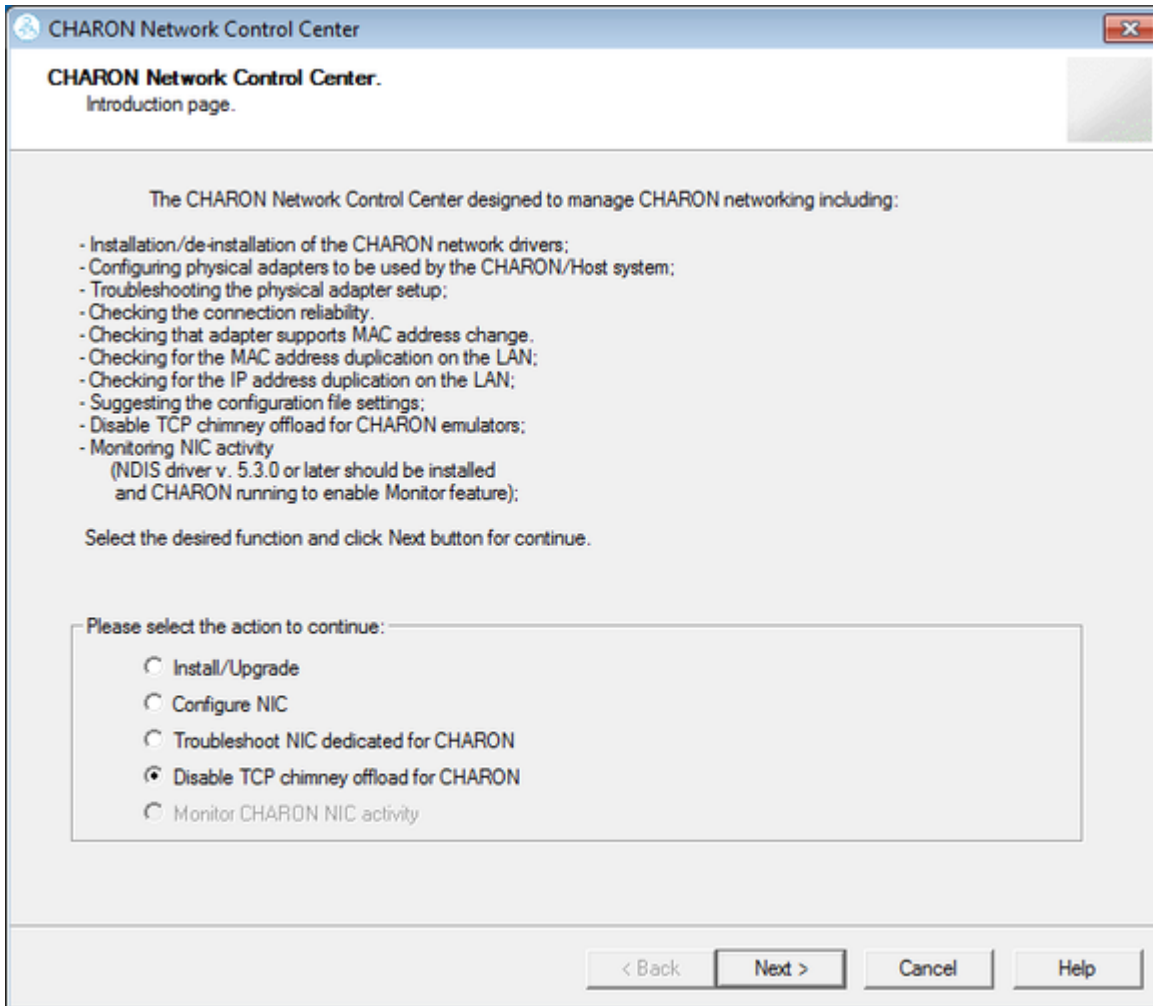 CHARON Network Control Center
CHARON Network Control Center.
Introduction page.
The CHARON Network Control Center designed to manage CHARON networking including:
- Installation/de-installation of the CHARON network drivers;
- Configuring physical adapters to be used by the CHARON/Host system;
- Troubleshooting the physical adapter setup;
- Checking the connection reliability.
- Checking that adapter supports MAC address change.
- Checking for the MAC address duplication on the LAN;
- Checking for the IP address duplication on the LAN;
- Suggesting the configuration file settings;
- Disable TCP chimney offload for CHARON emulators;
- Monitoring NIC activity
(NDIS driver v. 5.3.0 or later should be installed
and CHARON running to enable Monitor feature);
Select the desired function and click Next button for continue.
Please select the action to continue:
Install/Upgrade
Configure NIC
Troubleshoot NIC dedicated for CHARON
Disable TCP chimney offload for CHARON
Monitor CHARON NIC activity
< Back Next > Cancel Help